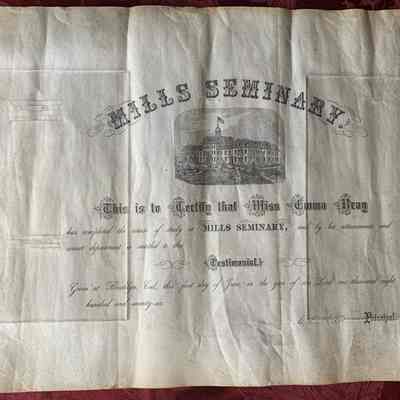 MILLS SEMINARY.
This is to Certify that Miss Emma Bray
has completed the course of study in MILLS SEMINARY, and by her attainments and
correct deportment is entitled to this
Testimonial.
Given at Brooklyn, Cal. this first day of June, in the year of our Lord one thousand eight
hundred and seventy-six.
Principal.